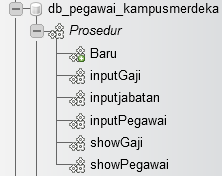 db_pegawai_kampusmerdeka
Prosedur
Baru
inputGaji
inputjabatan
inputPegawai
showGaji
showPegawai